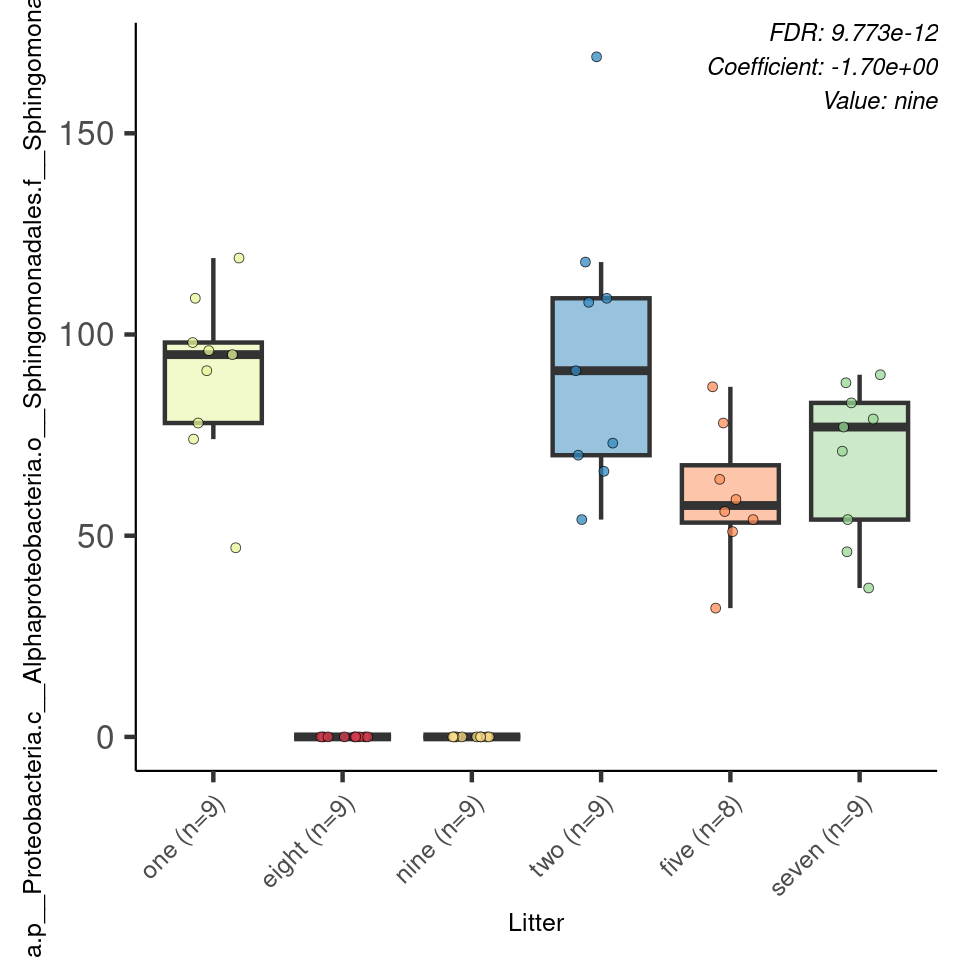 FDR: 9.773e-12
Coefficient: -1.70e+00
Value: nine
a.p__Proteobacteria.c__Alphaproteobacteria.o__Sphingomonadales.f__Sphingomona
150
100
50
0
one (n=9)
eight (n=9)
nine (n=9)
two (n=9)
five (n=8)
seven (n=9)
Litter